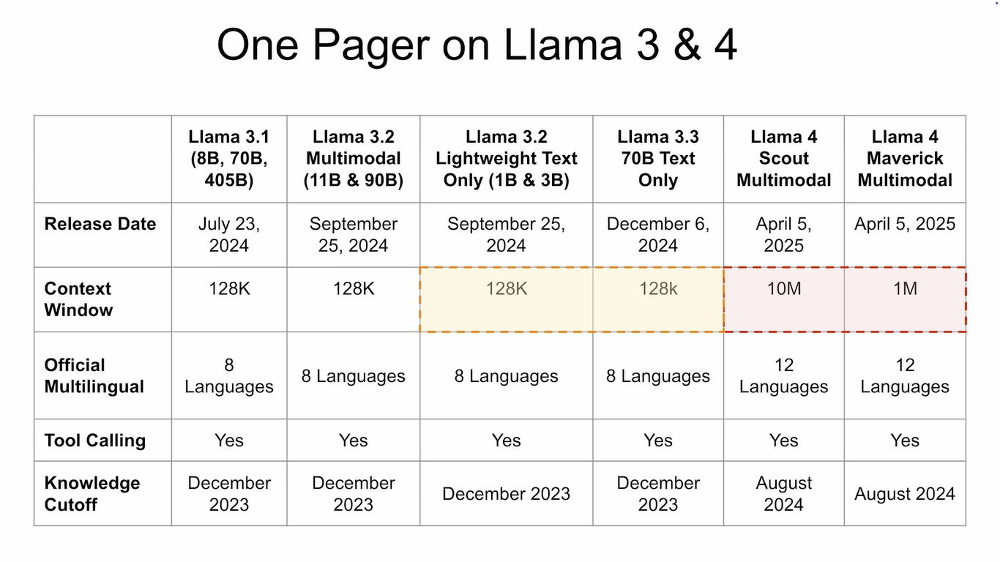 One Pager on Llama 3 & 4
Llama 3.1
(8B, 70B,
405B)
Llama 3.2
Multimodal
(11B & 90B)
Llama 3.2
Lightweight Text
Only (1B & 3B)
Llama 3.3
70B Text
Only
Llama 4
Scout
Multimodal
Llama 4
Maverick
Multimodal
Release Date
July 23,
2024
September
25, 2024
September 25,
2024
December 6,
2024
April 5,
2025
April 5, 2025
Context
Window
128K
128K
128K
128k
10M
1M
Official
Multilingual
8
Languages
8 Languages
8 Languages
8 Languages
12
Languages
12
Languages
Tool Calling
Yes
Yes
Yes
Yes
Yes
Yes
Knowledge
Cutoff
December
2023
December
2023
December 2023
December
2023
August
2024
August 2024